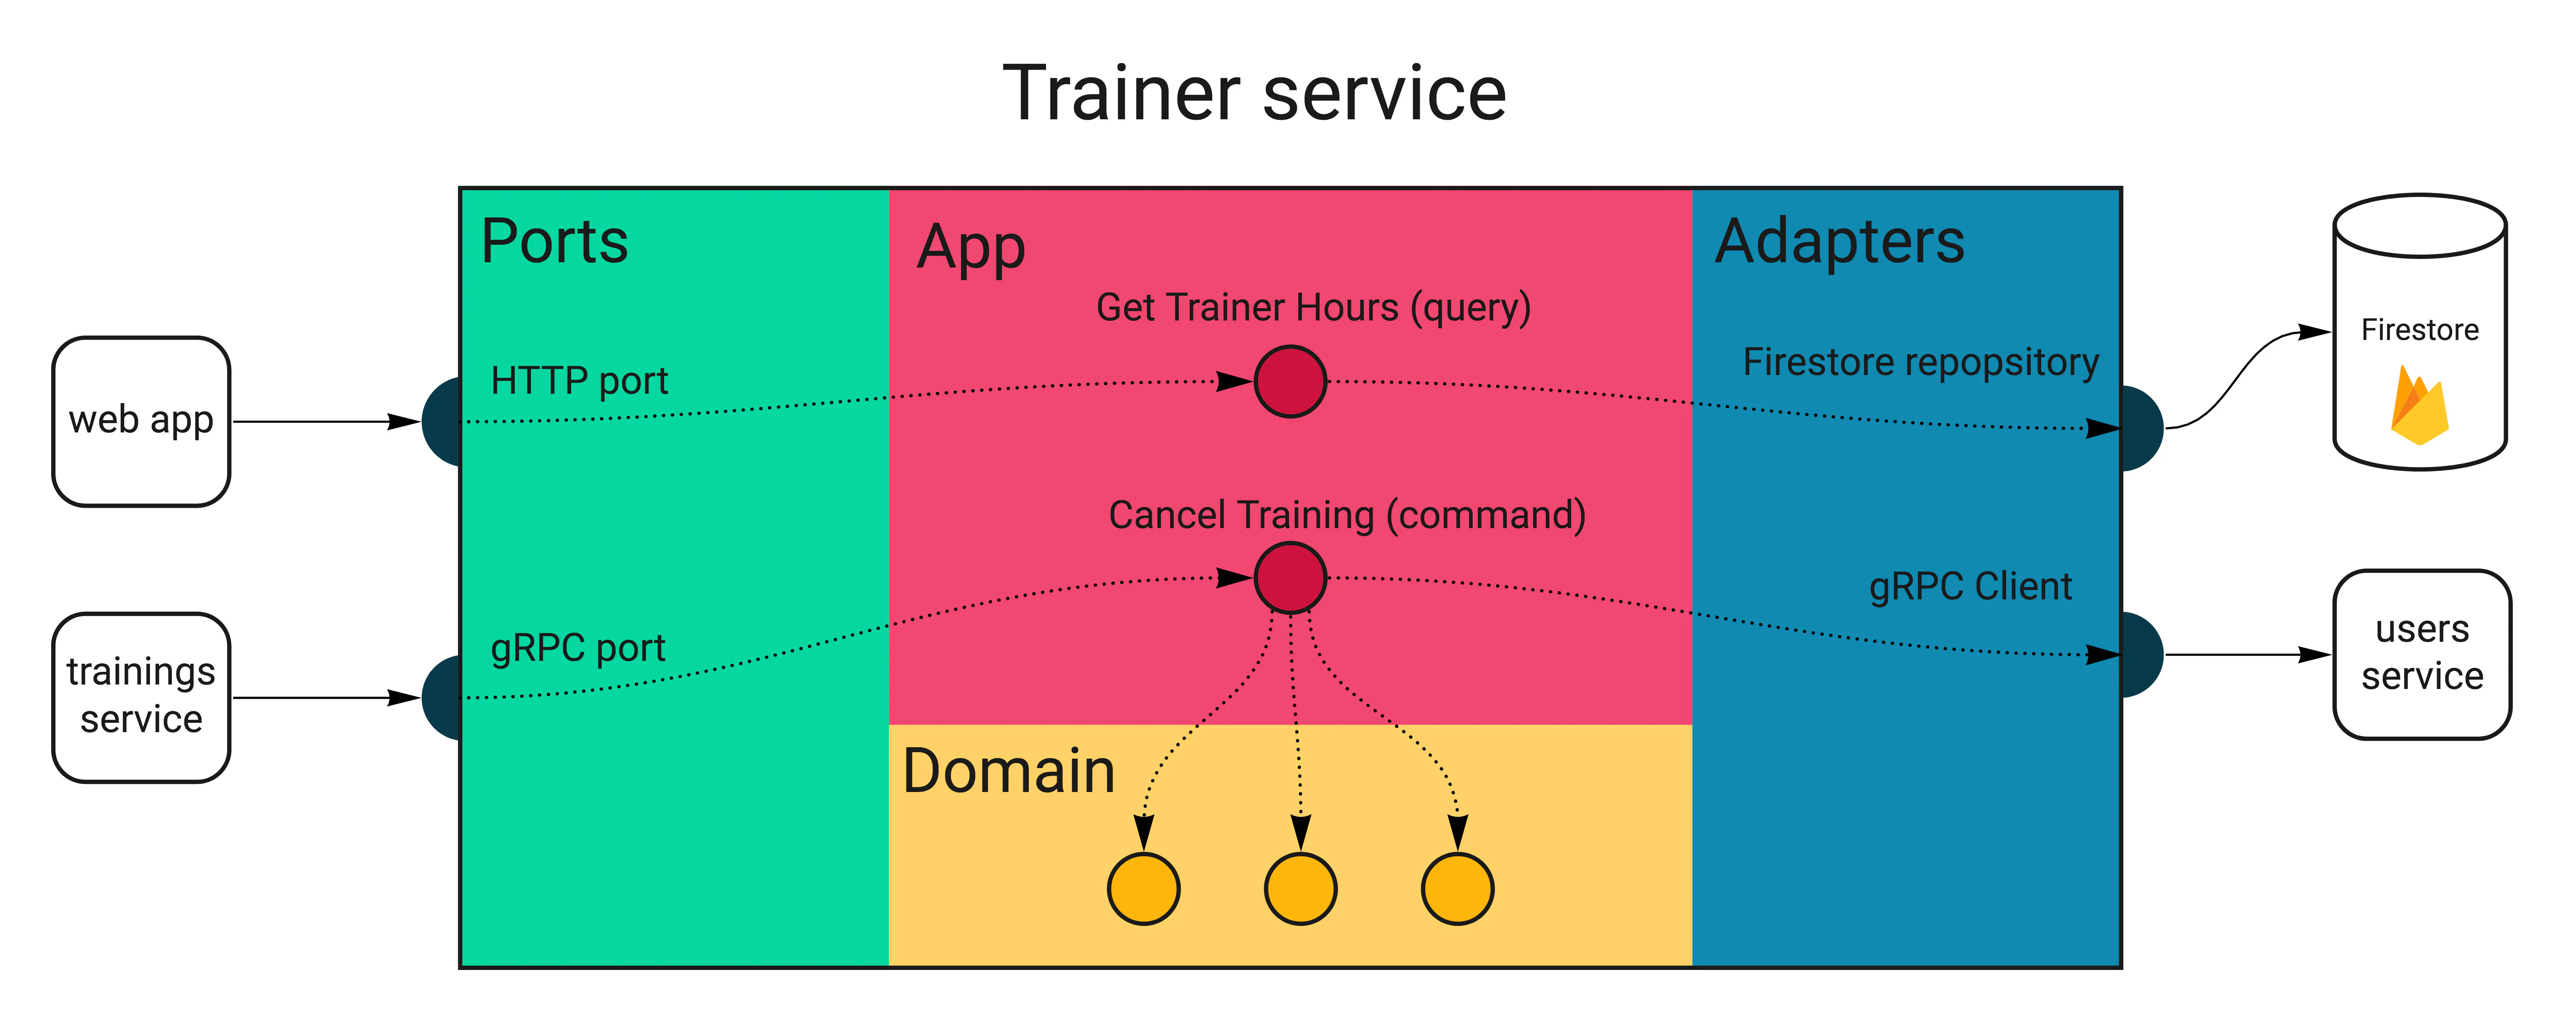 Trainer service
Ports
App
Adapters
Get Trainer Hours (query)
HTTP port
Firestore repopsitory
web app
Firestore
Cancel Training (command)
gRPC port
gRPC Client
trainings
service
users
service
Domain